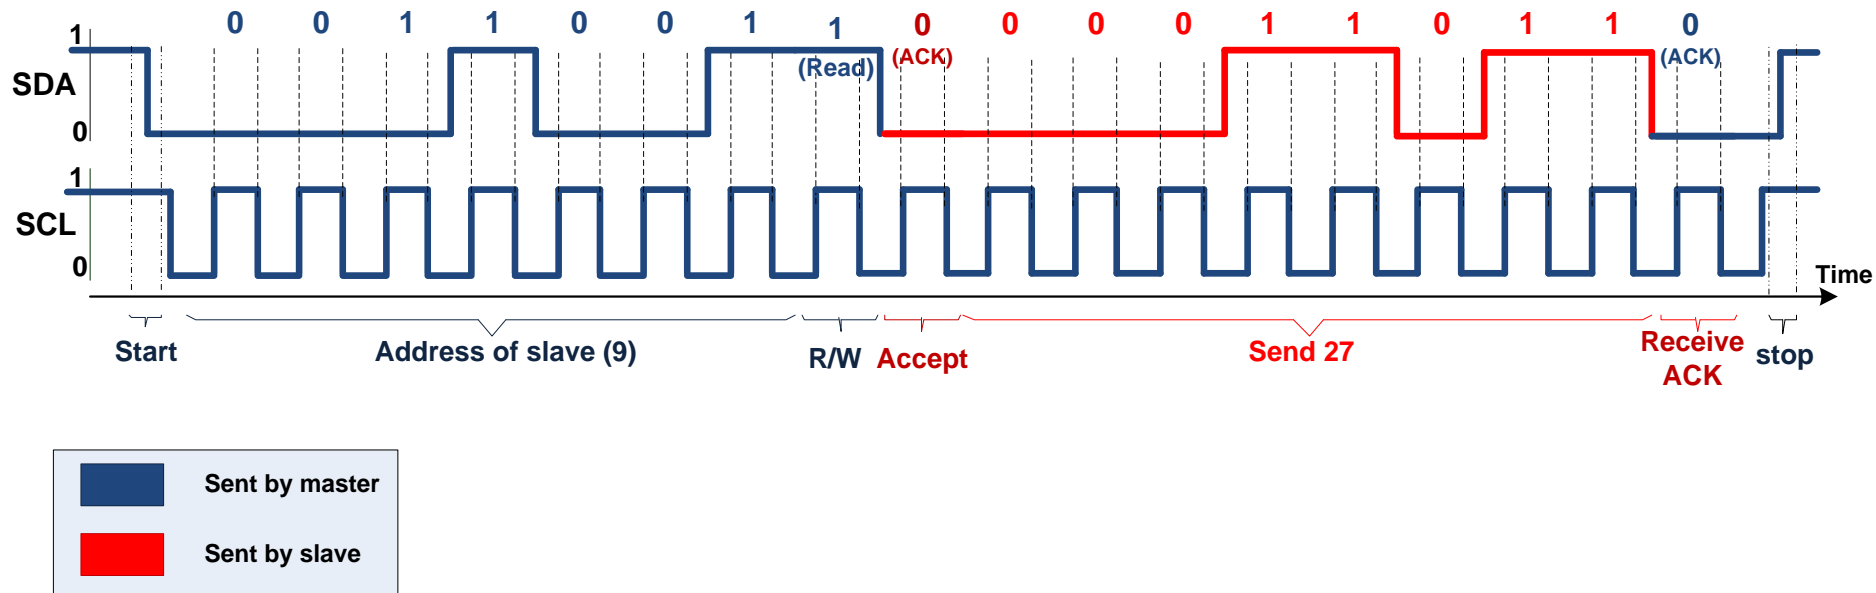 0 0 1 1 0 0 1 1 0 0 0 0 1 1 0 1 1 0
(Read) (ACK) (ACK)
1
SDA
0
1
SCL
0
Time
Start Address of slave (9) R/W Accept Send 27 Receive ACK stop
Sent by master
Sent by slave